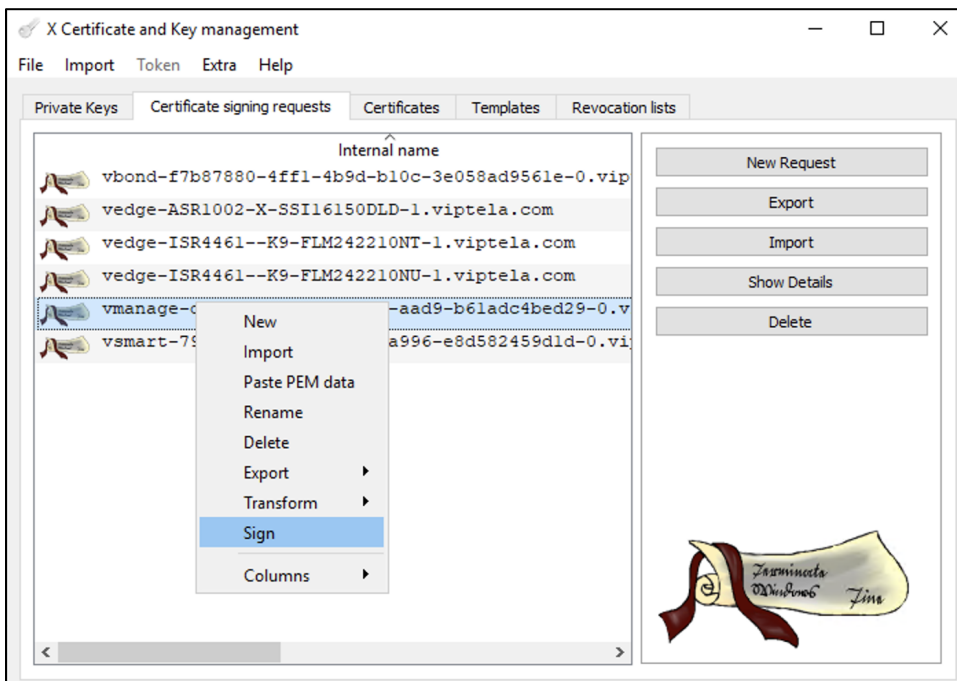 X Certificate and Key management
File Import Token Extra Help
Private Keys Certificate signing requests Certificates Templates Revocation lists
Internal name
vbond-f7b87880-4ff1-4b9d-b10c-3e058ad9561e-0.vip
vedge-ASR1002-X-SSI16150DLD-1.viptela.com
vedge-ISR4461--K9-FLM242210NT-1.viptela.com
vedge-ISR4461--K9-FLM242210NU-1.viptela.com
vmanage- -aad9-b61adc4bed29-0.v
vsmart-79 a996-e8d582459d1d-0.vi
New
Import
Paste PEM data
Rename
Delete
Export
Transform
Sign
Columns
New Request
Export
Import
Show Details
Delete